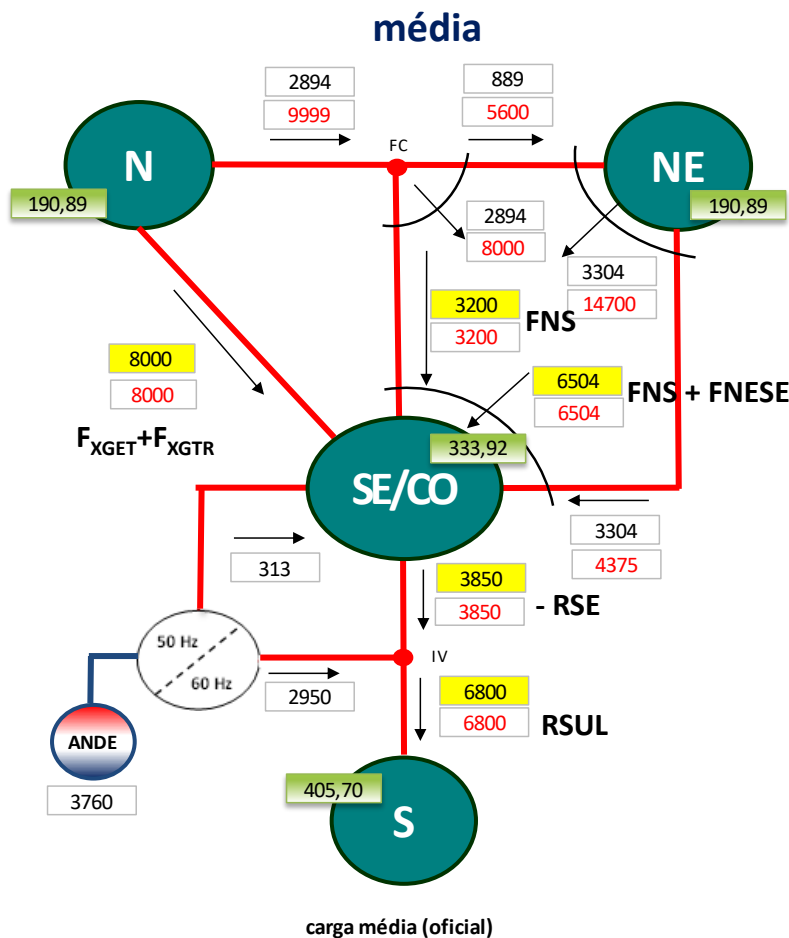 média
2894
9999
889
5600
FC
N
NE
190,89
190,89
2894
8000
3304
14700
3200
3200
FNS
8000
8000
FXGET+FXGTR
6504
6504
FNS + FNESE
333,92
SE/CO
3304
4375
313
3850
3850
- RSE
50 Hz
60 Hz
IV
2950
6800
6800
RSUL
ANDE
3760
405,70
S
carga média (oficial)